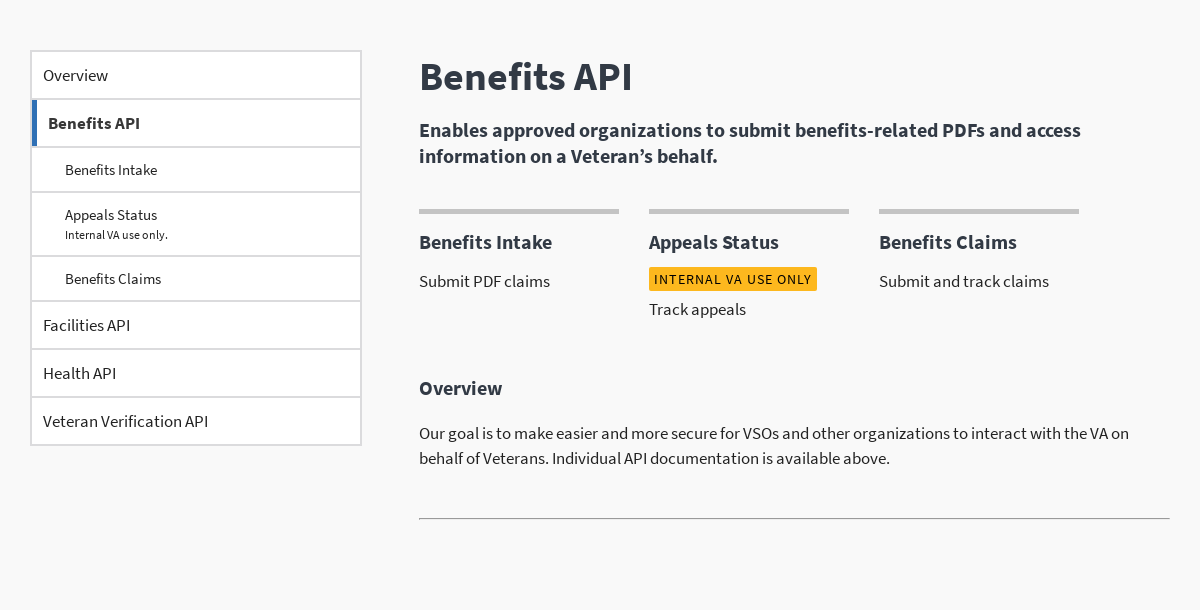 Overview
Benefits API
Benefits Intake
Appeals Status
Internal VA use only.
Benefits Claims
Facilities API
Health API
Veteran Verification API
Benefits API
Enables approved organizations to submit benefits-related PDFs and access
information on a Veteran’s behalf.
Benefits Intake
Submit PDF claims
Appeals Status
INTERNAL VA USE ONLY
Track appeals
Benefits Claims
Submit and track claims
Overview
Our goal is to make easier and more secure for VSOs and other organizations to interact with the VA on
behalf of Veterans. Individual API documentation is available above.